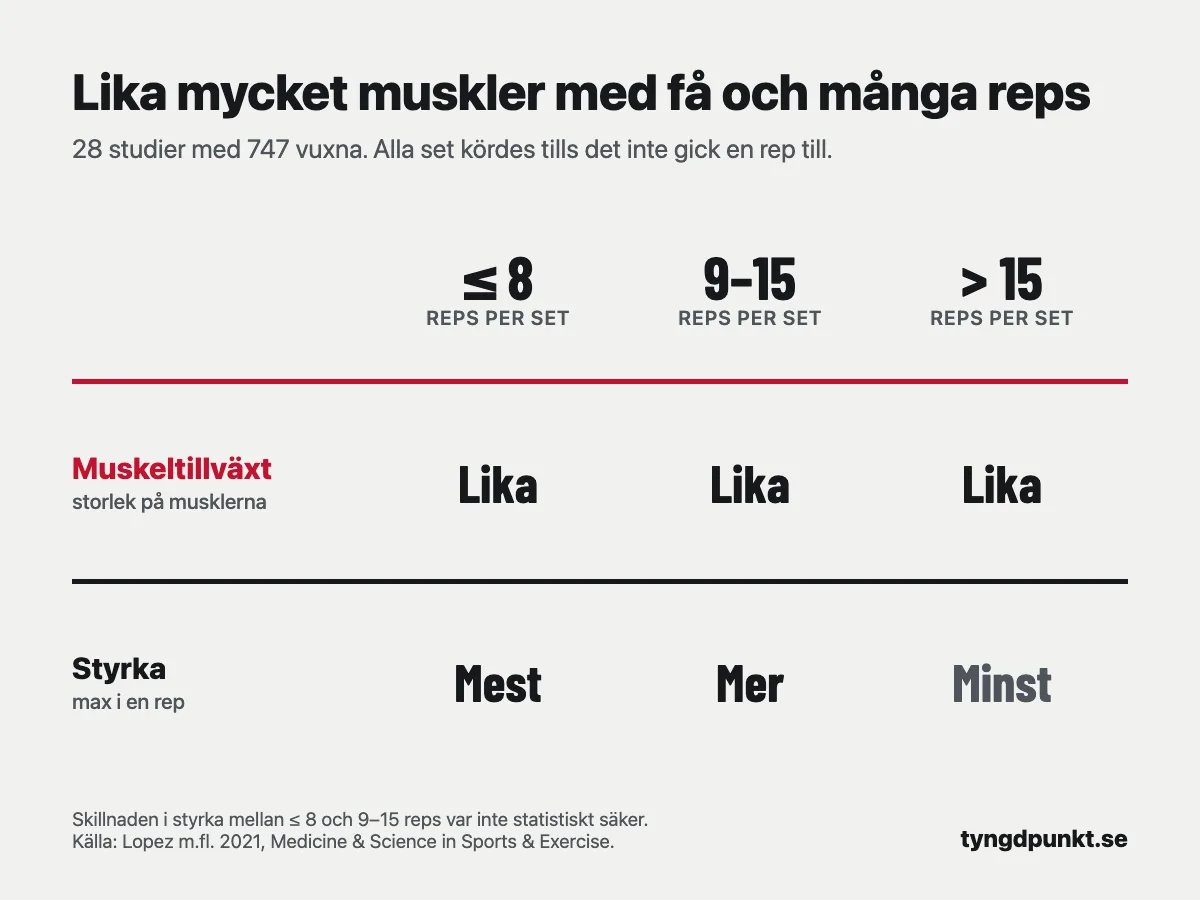 Lika mycket muskler med få och många reps
28 studier med 747 vuxna. Alla set kördes tills det inte gick en rep till.
≤ 8 9–15 > 15
REPS PER SET REPS PER SET REPS PER SET
Muskeltillväxt
storlek på musklerna
Lika Lika Lika
Styrka
max i en rep
Mest Mer Minst
Skillnaden i styrka mellan ≤ 8 och 9–15 reps var inte statistiskt säker.
Källa: Lopez m.fl. 2021, Medicine & Science in Sports & Exercise.
tyngdpunkt.se